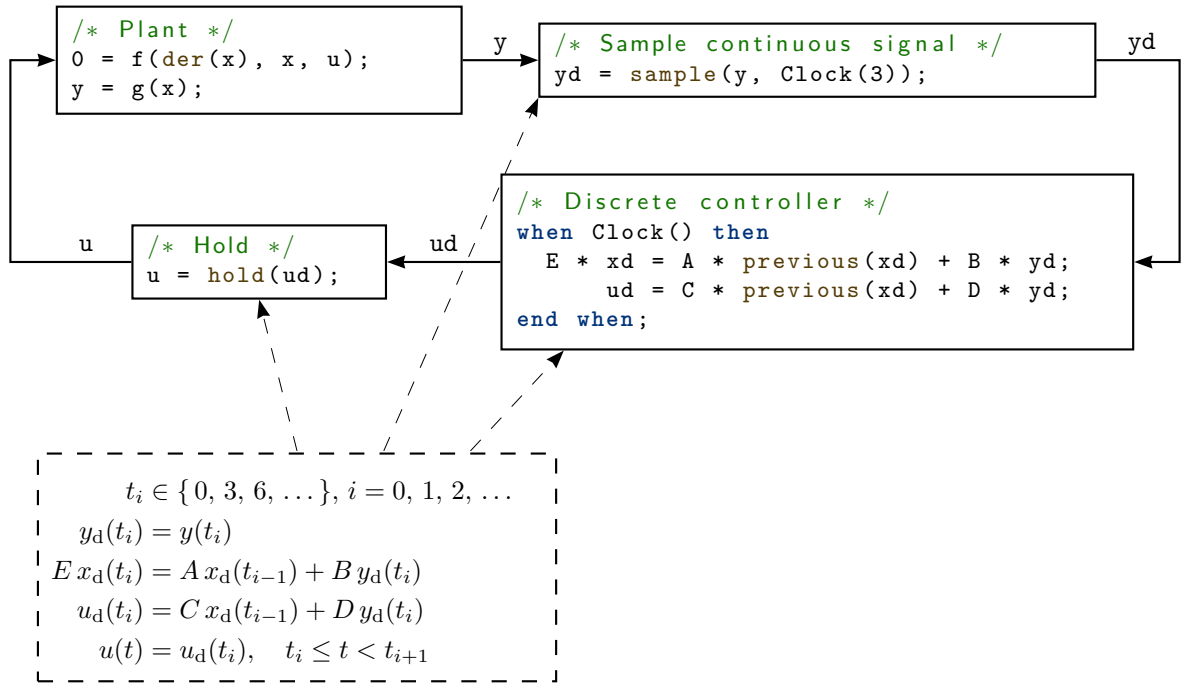 /* Plant */
0 = f(der(x), x, u);
y = g(x);
y
/* Sample continuous signal */
yd = sample(y, Clock(3));
yd
/* Discrete controller */
when Clock() then
E * xd = A * previous(xd) + B * yd;
ud = C * previous(xd) + D * yd;
end when;
ud
/* Hold */
u = hold(ud);
u
t_i ∈ { 0, 3, 6, … }, i = 0, 1, 2, …
y_d(t_i) = y(t_i)
E x_d(t_i) = A x_d(t_{i−1}) + B y_d(t_i)
u_d(t_i) = C x_d(t_{i−1}) + D y_d(t_i)
u(t) = u_d(t_i), t_i ≤ t < t_{i+1}